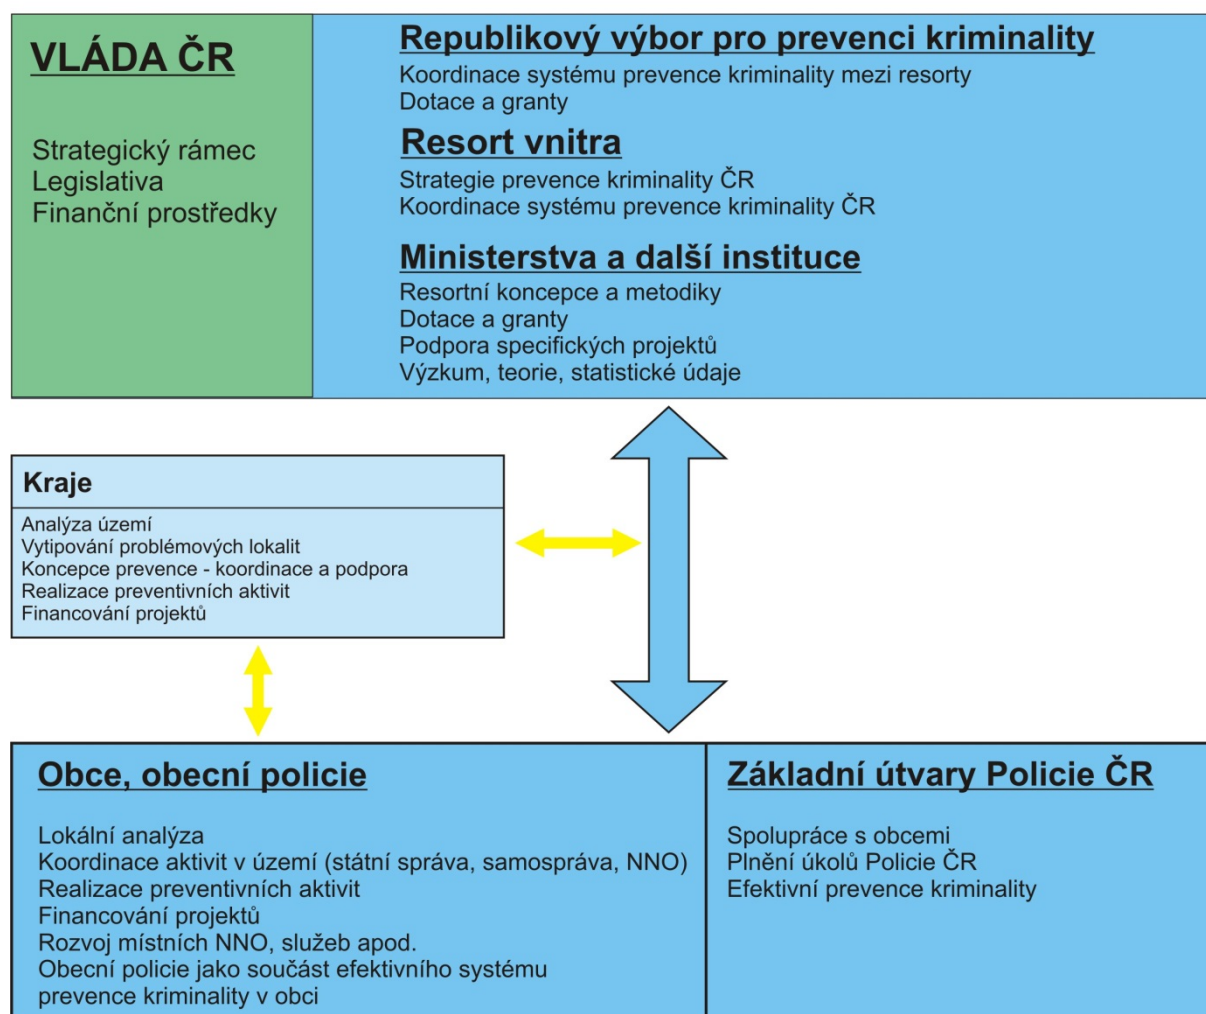 VLÁDA ČR
Strategický rámec
Legislativa
Finanční prostředky
Republikový výbor pro prevenci kriminality
Koordinace systému prevence kriminality mezi resorty
Dotace a granty
Resort vnitra
Strategie prevence kriminality ČR
Koordinace systému prevence kriminality ČR
Ministerstva a další instituce
Resortní koncepce a metodiky
Dotace a granty
Podpora specifických projektů
Výzkum, teorie, statistické údaje
Kraje
Analýza území
Vytipování problémových lokalit
Koncepce prevence - koordinace a podpora
Realizace preventivních aktivit
Financování projektů
Obce, obecní policie
Lokální analýza
Koordinace aktivit v území (státní správa, samospráva, NNO)
Realizace preventivních aktivit
Financování projektů
Rozvoj místních NNO, služeb apod.
Obecní policie jako součást efektivního systému
prevence kriminality v obci
Základní útvary Policie ČR
Spolupráce s obcemi
Plnění úkolů Policie ČR
Efektivní prevence kriminality